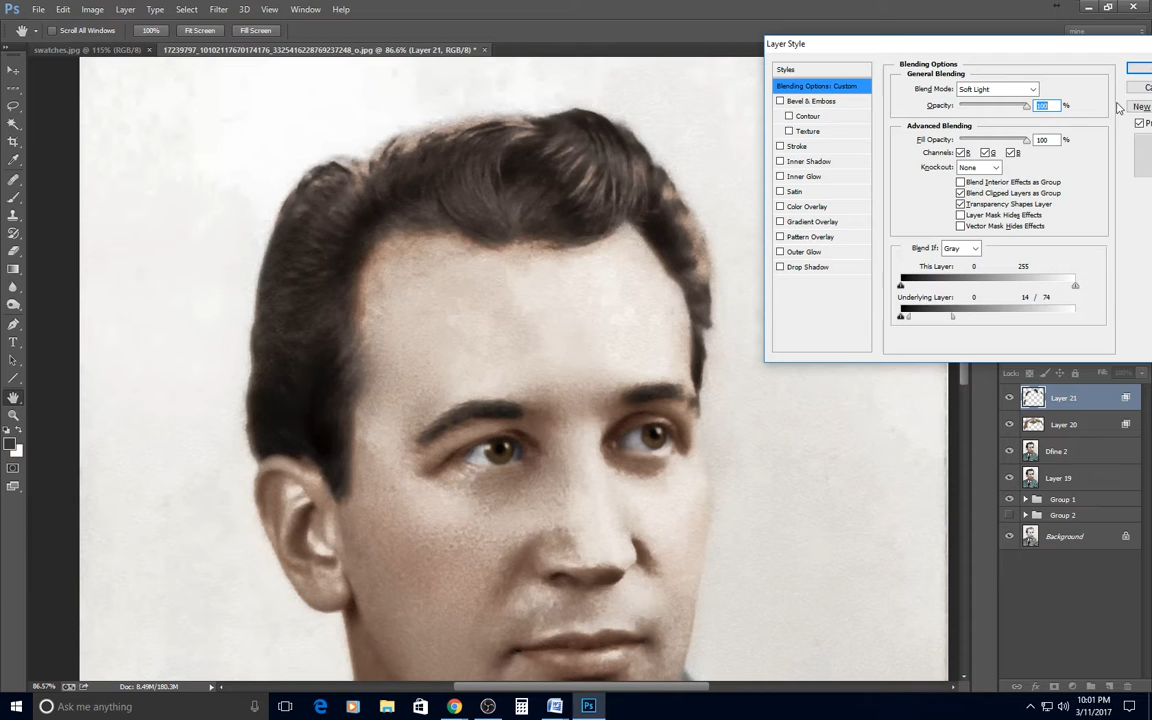 Ps File Edit Image Layer Type Select Filter 3D View Window Help
Scroll All Windows 100% Fit Screen Fill Screen mine
swatches.jpg @ 115% (RGB/8) × 17239797_10102117670174176_3325416228769237248_o.jpg @ 86.6% (Layer 21, RGB/8) * ×
Layer Style
Styles
Blending Options: Custom
Bevel & Emboss
Contour
Texture
Stroke
Inner Shadow
Inner Glow
Satin
Color Overlay
Gradient Overlay
Pattern Overlay
Outer Glow
Drop Shadow
Blending Options
General Blending
Blend Mode: Soft Light
Opacity: 100 %
Advanced Blending
Fill Opacity: 100 %
Channels: R G B
Knockout: None
Blend Interior Effects as Group
Blend Clipped Layers as Group
Transparency Shapes Layer
Layer Mask Hides Effects
Vector Mask Hides Effects
Blend If: Gray
This Layer: 0 255
Underlying Layer: 0 14 / 74
Ca
New
Pr
Lock: Fill: 100%
Layer 21
Layer 20
Dfine 2
Layer 19
Group 1
Group 2
Background
86.57% Doc: 8.49M/180.3M
Ask me anything
10:01 PM
3/11/2017